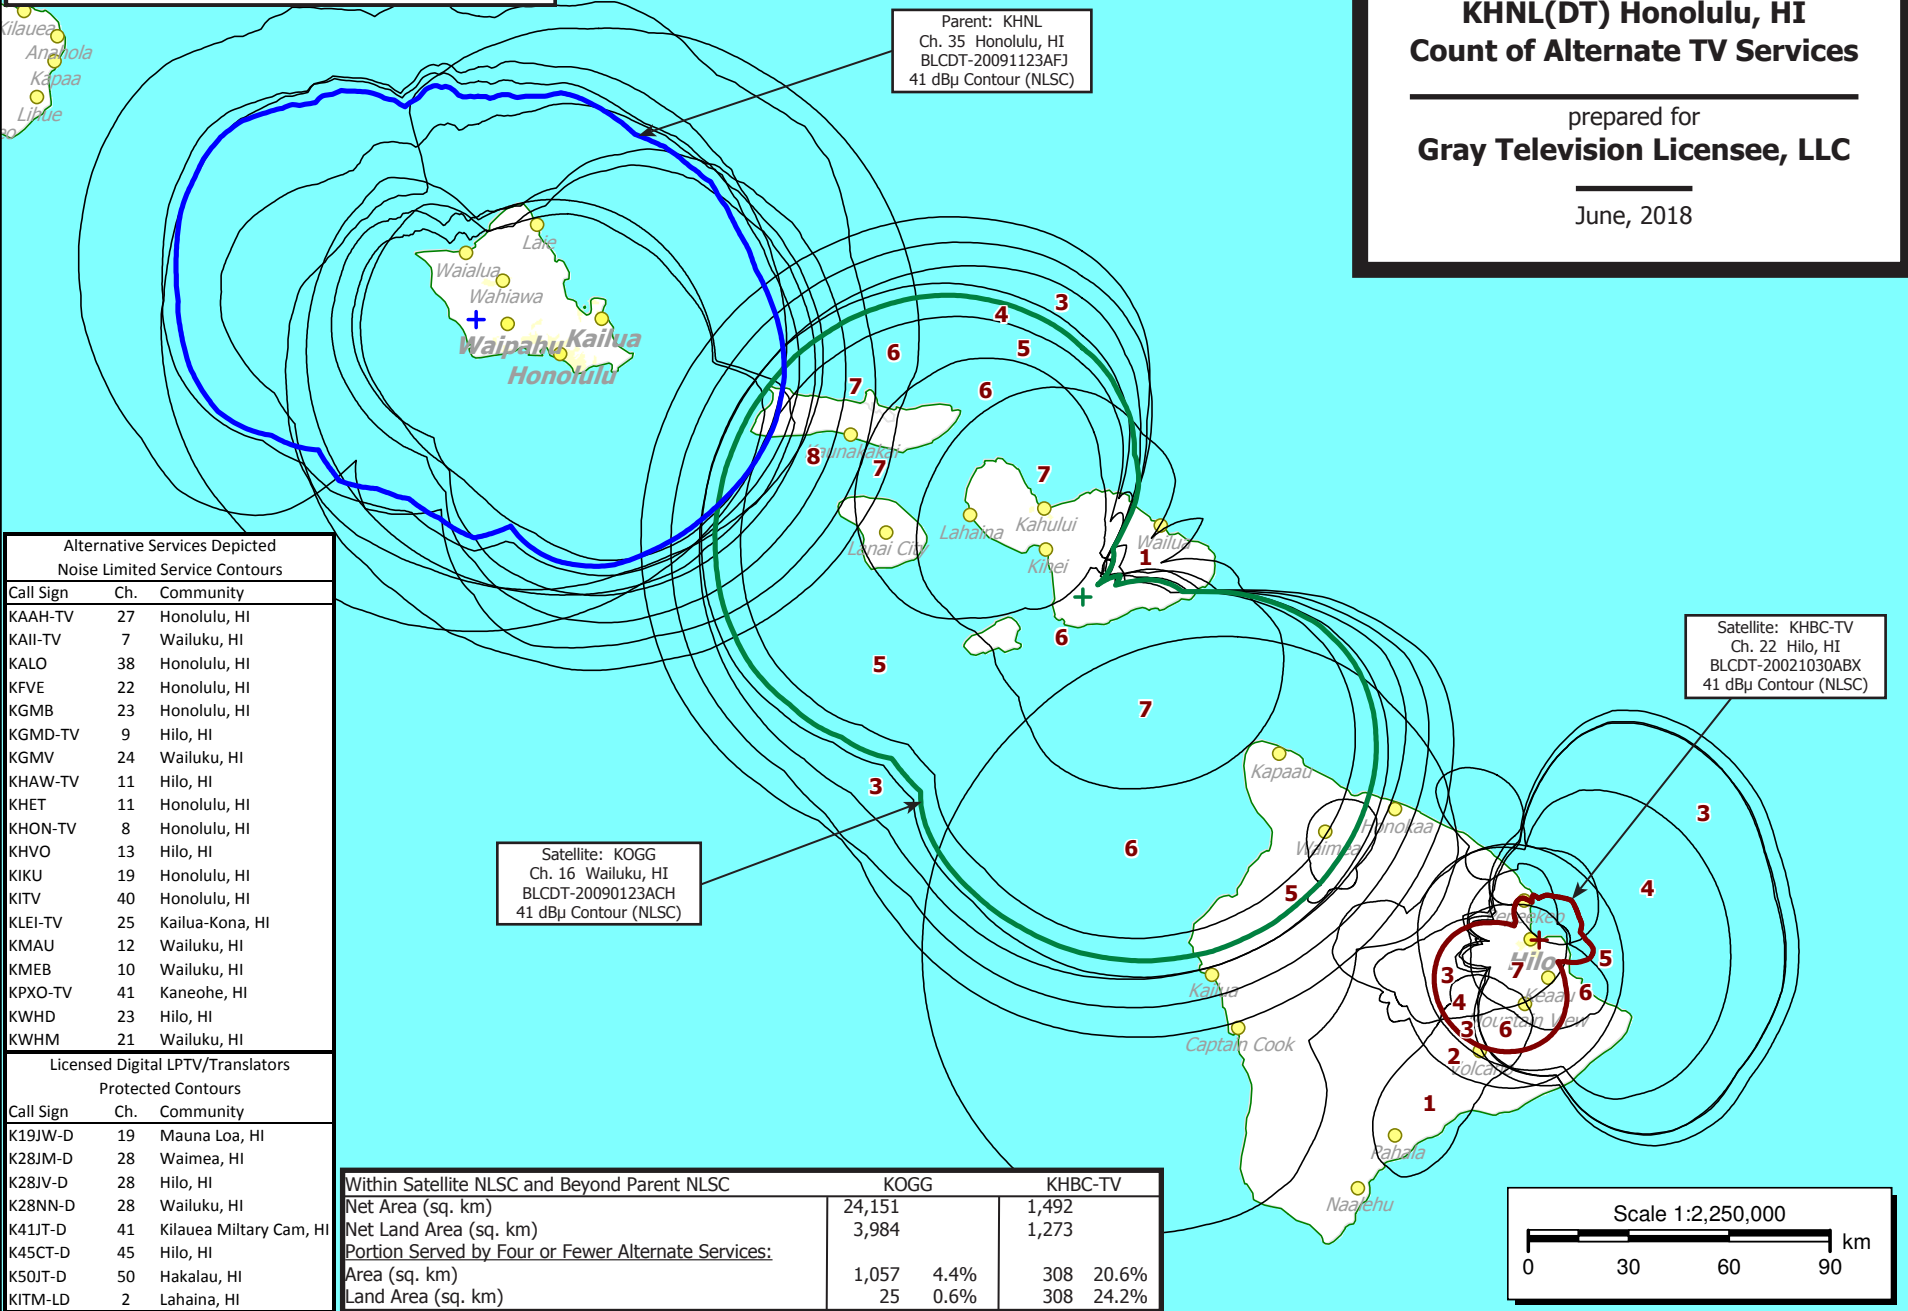 KHNL(DT) Honolulu, HI
Count of Alternate TV Services
prepared for
Gray Television Licensee, LLC
June, 2018
Parent: KHNL
Ch. 35 Honolulu, HI
BLCDT-20091123AFJ
41 dBµ Contour (NLSC)
Kilauea
Anahola
Kapaa
Lihue
Laie
Waialua
Wahiawa
Waipahu
Kailua
Honolulu
3
4
5
6
7
6
8
Kaunakakai
7
7
Lanai City
Lahaina
Kahului
Kihei
Wailua
1
6
5
7
3
6
5
Kapaau
Honokaa
Waimea
Kailua
Captain Cook
Satellite: KOGG
Ch. 16 Wailuku, HI
BLCDT-20090123ACH
41 dBµ Contour (NLSC)
Satellite: KHBC-TV
Ch. 22 Hilo, HI
BLCDT-20021030ABX
41 dBµ Contour (NLSC)
3
4
5
Hilo
7
3
Keaau
6
4
Mountain View
3
6
2
Volcano
1
Pahala
Naalehu
Alternative Services Depicted
Noise Limited Service Contours
Call Sign Ch. Community
KAAH-TV 27 Honolulu, HI
KAII-TV 7 Wailuku, HI
KALO 38 Honolulu, HI
KFVE 22 Honolulu, HI
KGMB 23 Honolulu, HI
KGMD-TV 9 Hilo, HI
KGMV 24 Wailuku, HI
KHAW-TV 11 Hilo, HI
KHET 11 Honolulu, HI
KHON-TV 8 Honolulu, HI
KHVO 13 Hilo, HI
KIKU 19 Honolulu, HI
KITV 40 Honolulu, HI
KLEI-TV 25 Kailua-Kona, HI
KMAU 12 Wailuku, HI
KMEB 10 Wailuku, HI
KPXO-TV 41 Kaneohe, HI
KWHD 23 Hilo, HI
KWHM 21 Wailuku, HI
Licensed Digital LPTV/Translators
Protected Contours
Call Sign Ch. Community
K19JW-D 19 Mauna Loa, HI
K28JM-D 28 Waimea, HI
K28JV-D 28 Hilo, HI
K28NN-D 28 Wailuku, HI
K41JT-D 41 Kilauea Miltary Cam, HI
K45CT-D 45 Hilo, HI
K50JT-D 50 Hakalau, HI
KITM-LD 2 Lahaina, HI
Within Satellite NLSC and Beyond Parent NLSC KOGG KHBC-TV
Net Area (sq. km) 24,151 1,492
Net Land Area (sq. km) 3,984 1,273
Portion Served by Four or Fewer Alternate Services:
Area (sq. km) 1,057 4.4% 308 20.6%
Land Area (sq. km) 25 0.6% 308 24.2%
Scale 1:2,250,000
km
0 30 60 90